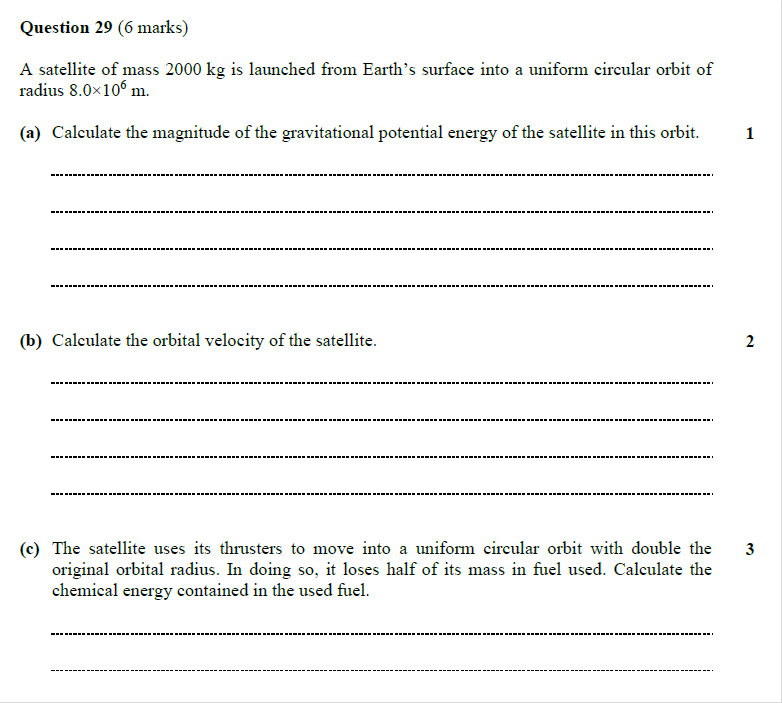 Question 29 (6 marks)
A satellite of mass 2000 kg is launched from Earth's surface into a uniform circular orbit of
radius 8.0×10⁶ m.
(a) Calculate the magnitude of the gravitational potential energy of the satellite in this orbit. 1
(b) Calculate the orbital velocity of the satellite. 2
(c) The satellite uses its thrusters to move into a uniform circular orbit with double the 3
original orbital radius. In doing so, it loses half of its mass in fuel used. Calculate the
chemical energy contained in the used fuel.